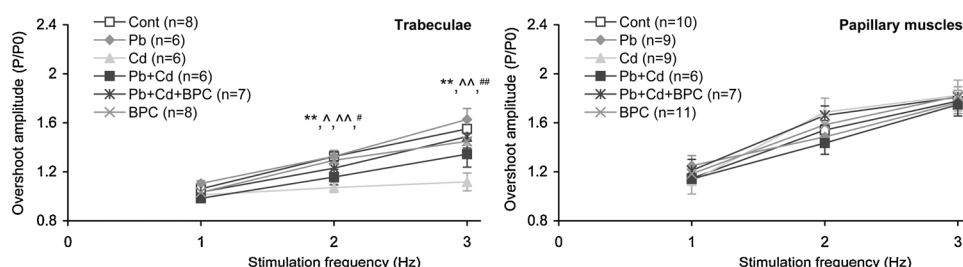 Trabeculae
Overshoot amplitude (P/P0)
2.4
2
1.6
1.2
0.8
Cont (n=8)
Pb (n=6)
Cd (n=6)
Pb+Cd (n=6)
Pb+Cd+BPC (n=7)
BPC (n=8)
**,^,^^,#
**,^^,##
0
1
2
3
Stimulation frequency (Hz)
Papillary muscles
Overshoot amplitude (P/P0)
2.4
2
1.6
1.2
0.8
Cont (n=10)
Pb (n=9)
Cd (n=9)
Pb+Cd (n=6)
Pb+Cd+BPC (n=7)
BPC (n=11)
0
1
2
3
Stimulation frequency (Hz)